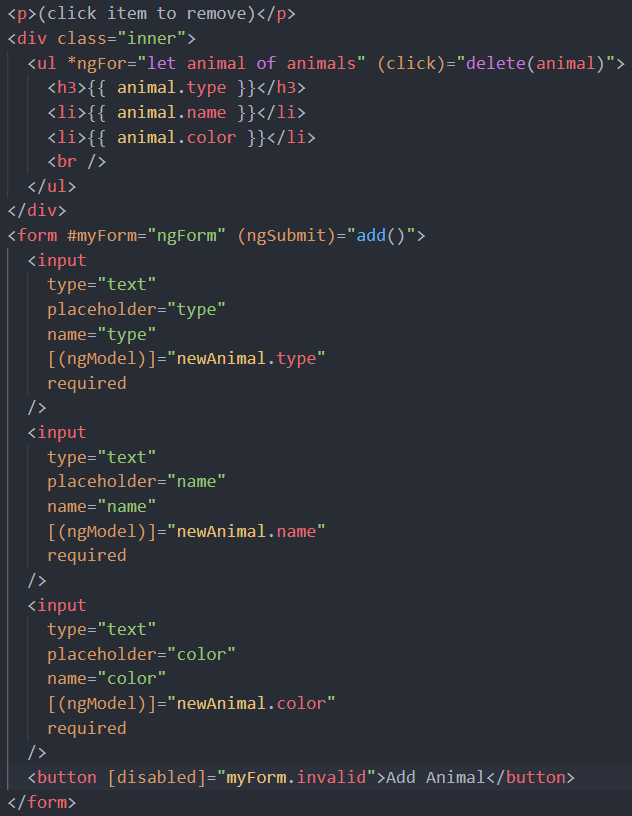 <p>(click item to remove)</p>
<div class="inner">
  <ul *ngFor="let animal of animals" (click)="delete(animal)">
    <h3>{{ animal.type }}</h3>
    <li>{{ animal.name }}</li>
    <li>{{ animal.color }}</li>
    <br />
  </ul>
</div>
<form #myForm="ngForm" (ngSubmit)="add()">
  <input
    type="text"
    placeholder="type"
    name="type"
    [(ngModel)]="newAnimal.type"
    required
  />
  <input
    type="text"
    placeholder="name"
    name="name"
    [(ngModel)]="newAnimal.name"
    required
  />
  <input
    type="text"
    placeholder="color"
    name="color"
    [(ngModel)]="newAnimal.color"
    required
  />
  <button [disabled]="myForm.invalid">Add Animal</button>
</form>